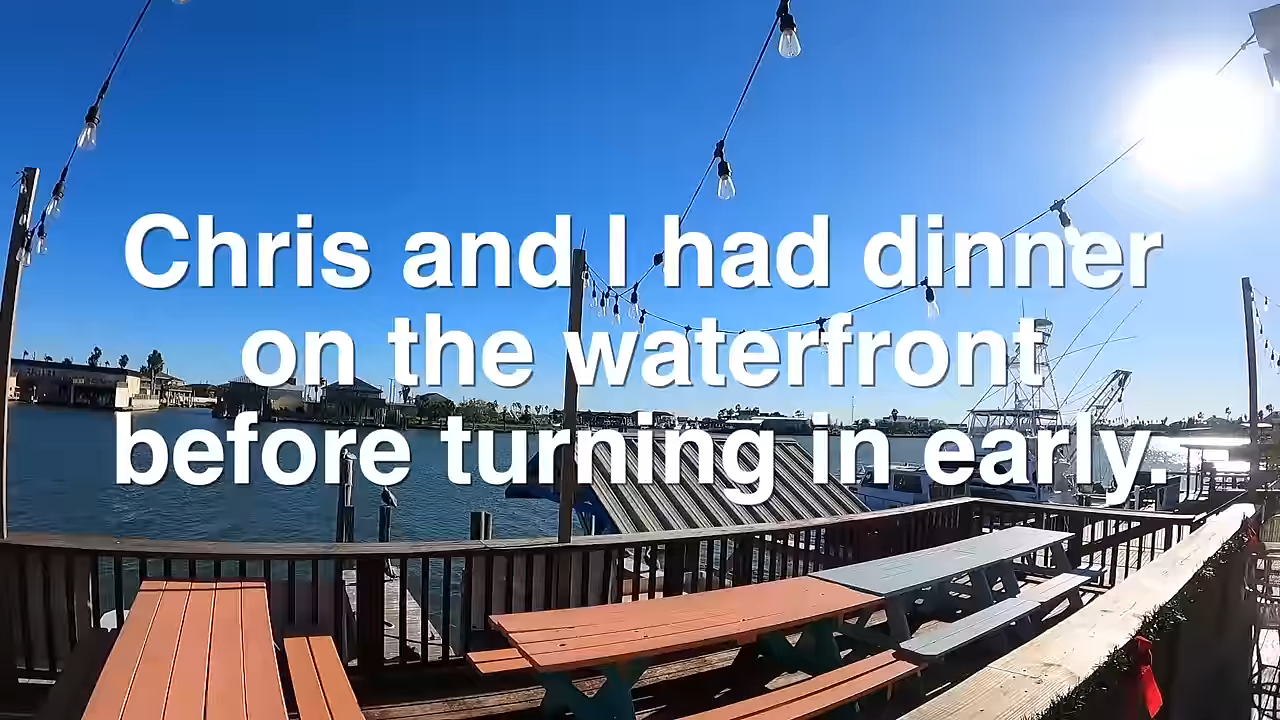 Chris and I had dinner
on the waterfront
before turning in early.